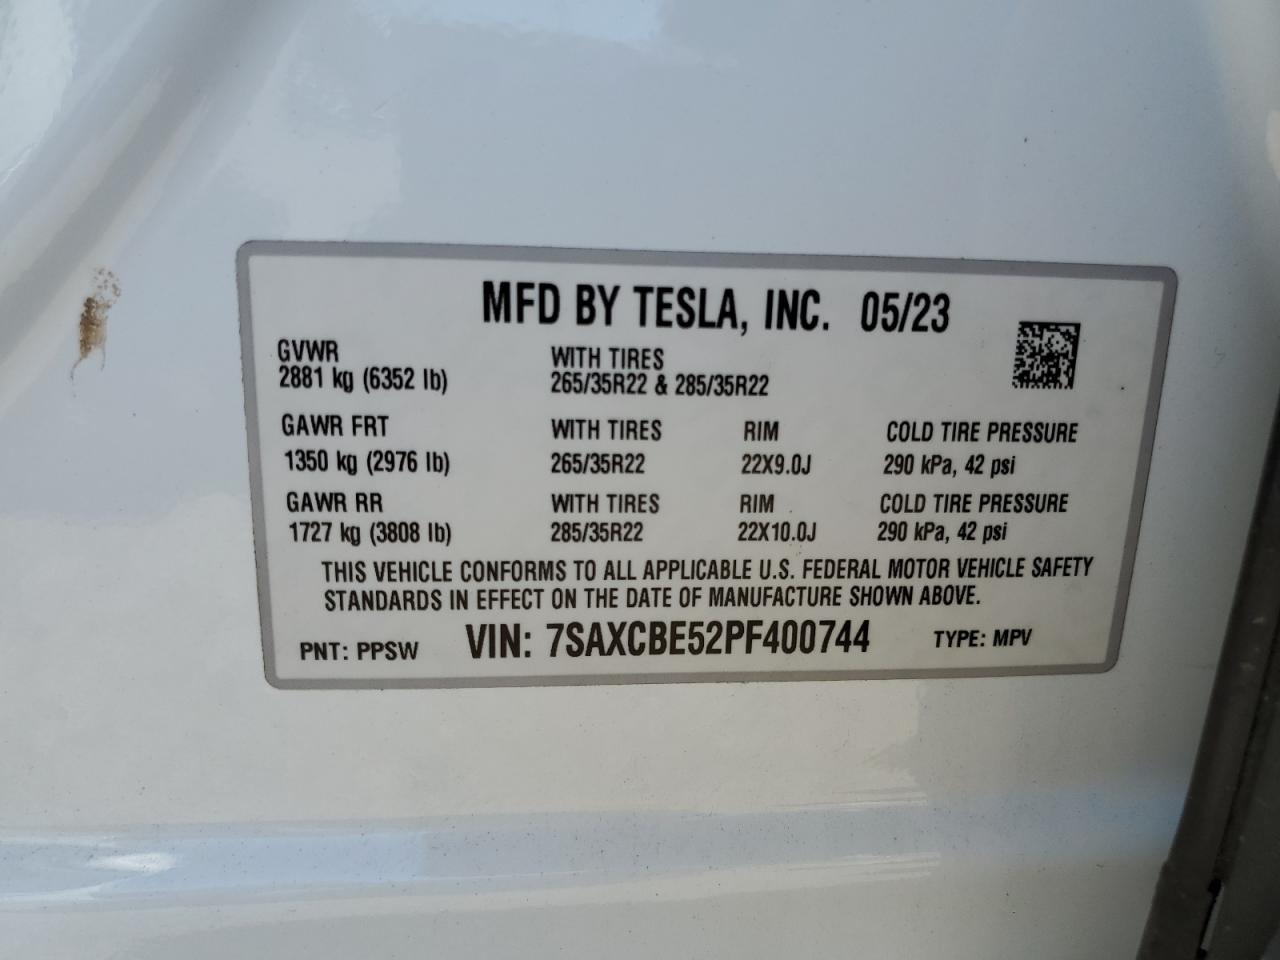 MFD BY TESLA, INC. 05/23
GVWR WITH TIRES
2881 kg (6352 lb) 265/35R22 & 285/35R22
GAWR FRT WITH TIRES RIM COLD TIRE PRESSURE
1350 kg (2976 lb) 265/35R22 22X9.0J 290 kPa, 42 psi
GAWR RR WITH TIRES RIM COLD TIRE PRESSURE
1727 kg (3808 lb) 285/35R22 22X10.0J 290 kPa, 42 psi
THIS VEHICLE CONFORMS TO ALL APPLICABLE U.S. FEDERAL MOTOR VEHICLE SAFETY
STANDARDS IN EFFECT ON THE DATE OF MANUFACTURE SHOWN ABOVE.
PNT: PPSW VIN: 7SAXCBE52PF400744 TYPE: MPV